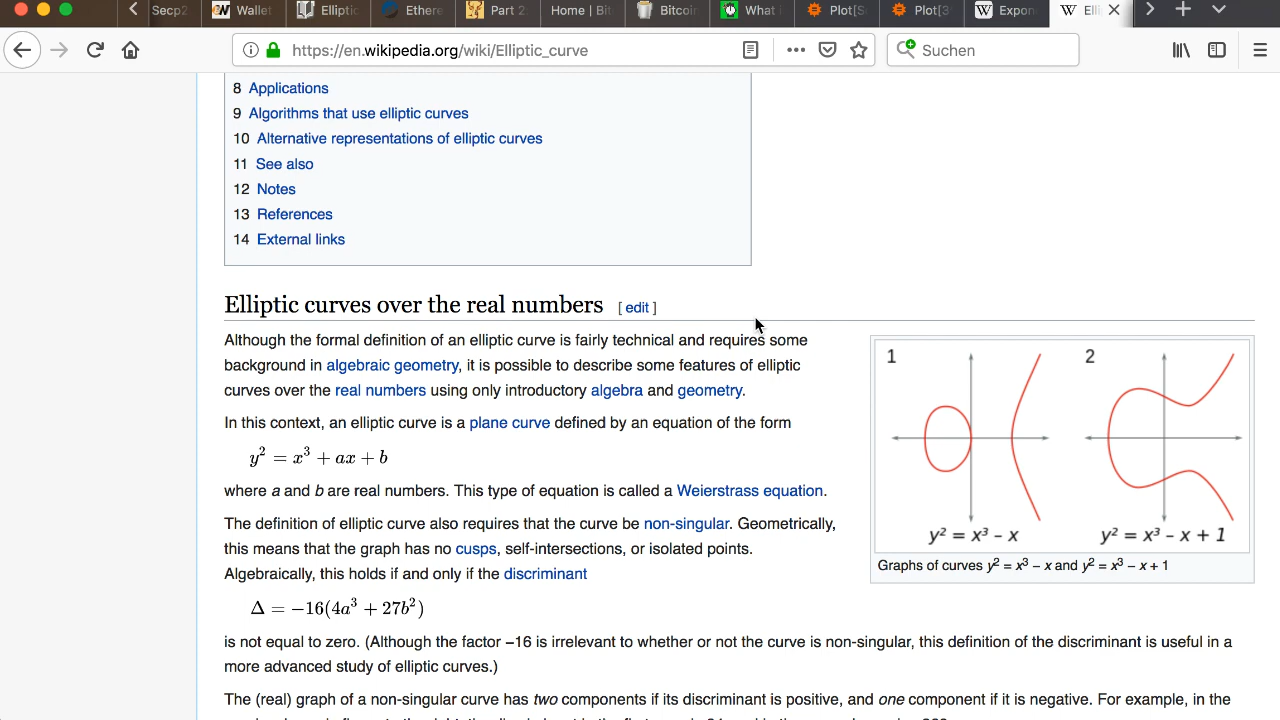 Secp2 Wallet Elliptic Ethere Part 2 Home | Bit Bitcoin What i Plot[S Plot[3 Expon Elli
https://en.wikipedia.org/wiki/Elliptic_curve Suchen
8 Applications
9 Algorithms that use elliptic curves
10 Alternative representations of elliptic curves
11 See also
12 Notes
13 References
14 External links
Elliptic curves over the real numbers [ edit ]
Although the formal definition of an elliptic curve is fairly technical and requires some
background in algebraic geometry, it is possible to describe some features of elliptic
curves over the real numbers using only introductory algebra and geometry.
In this context, an elliptic curve is a plane curve defined by an equation of the form
y² = x³ + ax + b
where a and b are real numbers. This type of equation is called a Weierstrass equation.
The definition of elliptic curve also requires that the curve be non-singular. Geometrically,
this means that the graph has no cusps, self-intersections, or isolated points.
Algebraically, this holds if and only if the discriminant
Δ = −16(4a³ + 27b²)
1 2
y² = x³ – x y² = x³ – x + 1
Graphs of curves y² = x³ − x and y² = x³ − x + 1
is not equal to zero. (Although the factor −16 is irrelevant to whether or not the curve is non-singular, this definition of the discriminant is useful in a
more advanced study of elliptic curves.)
The (real) graph of a non-singular curve has two components if its discriminant is positive, and one component if it is negative. For example, in the